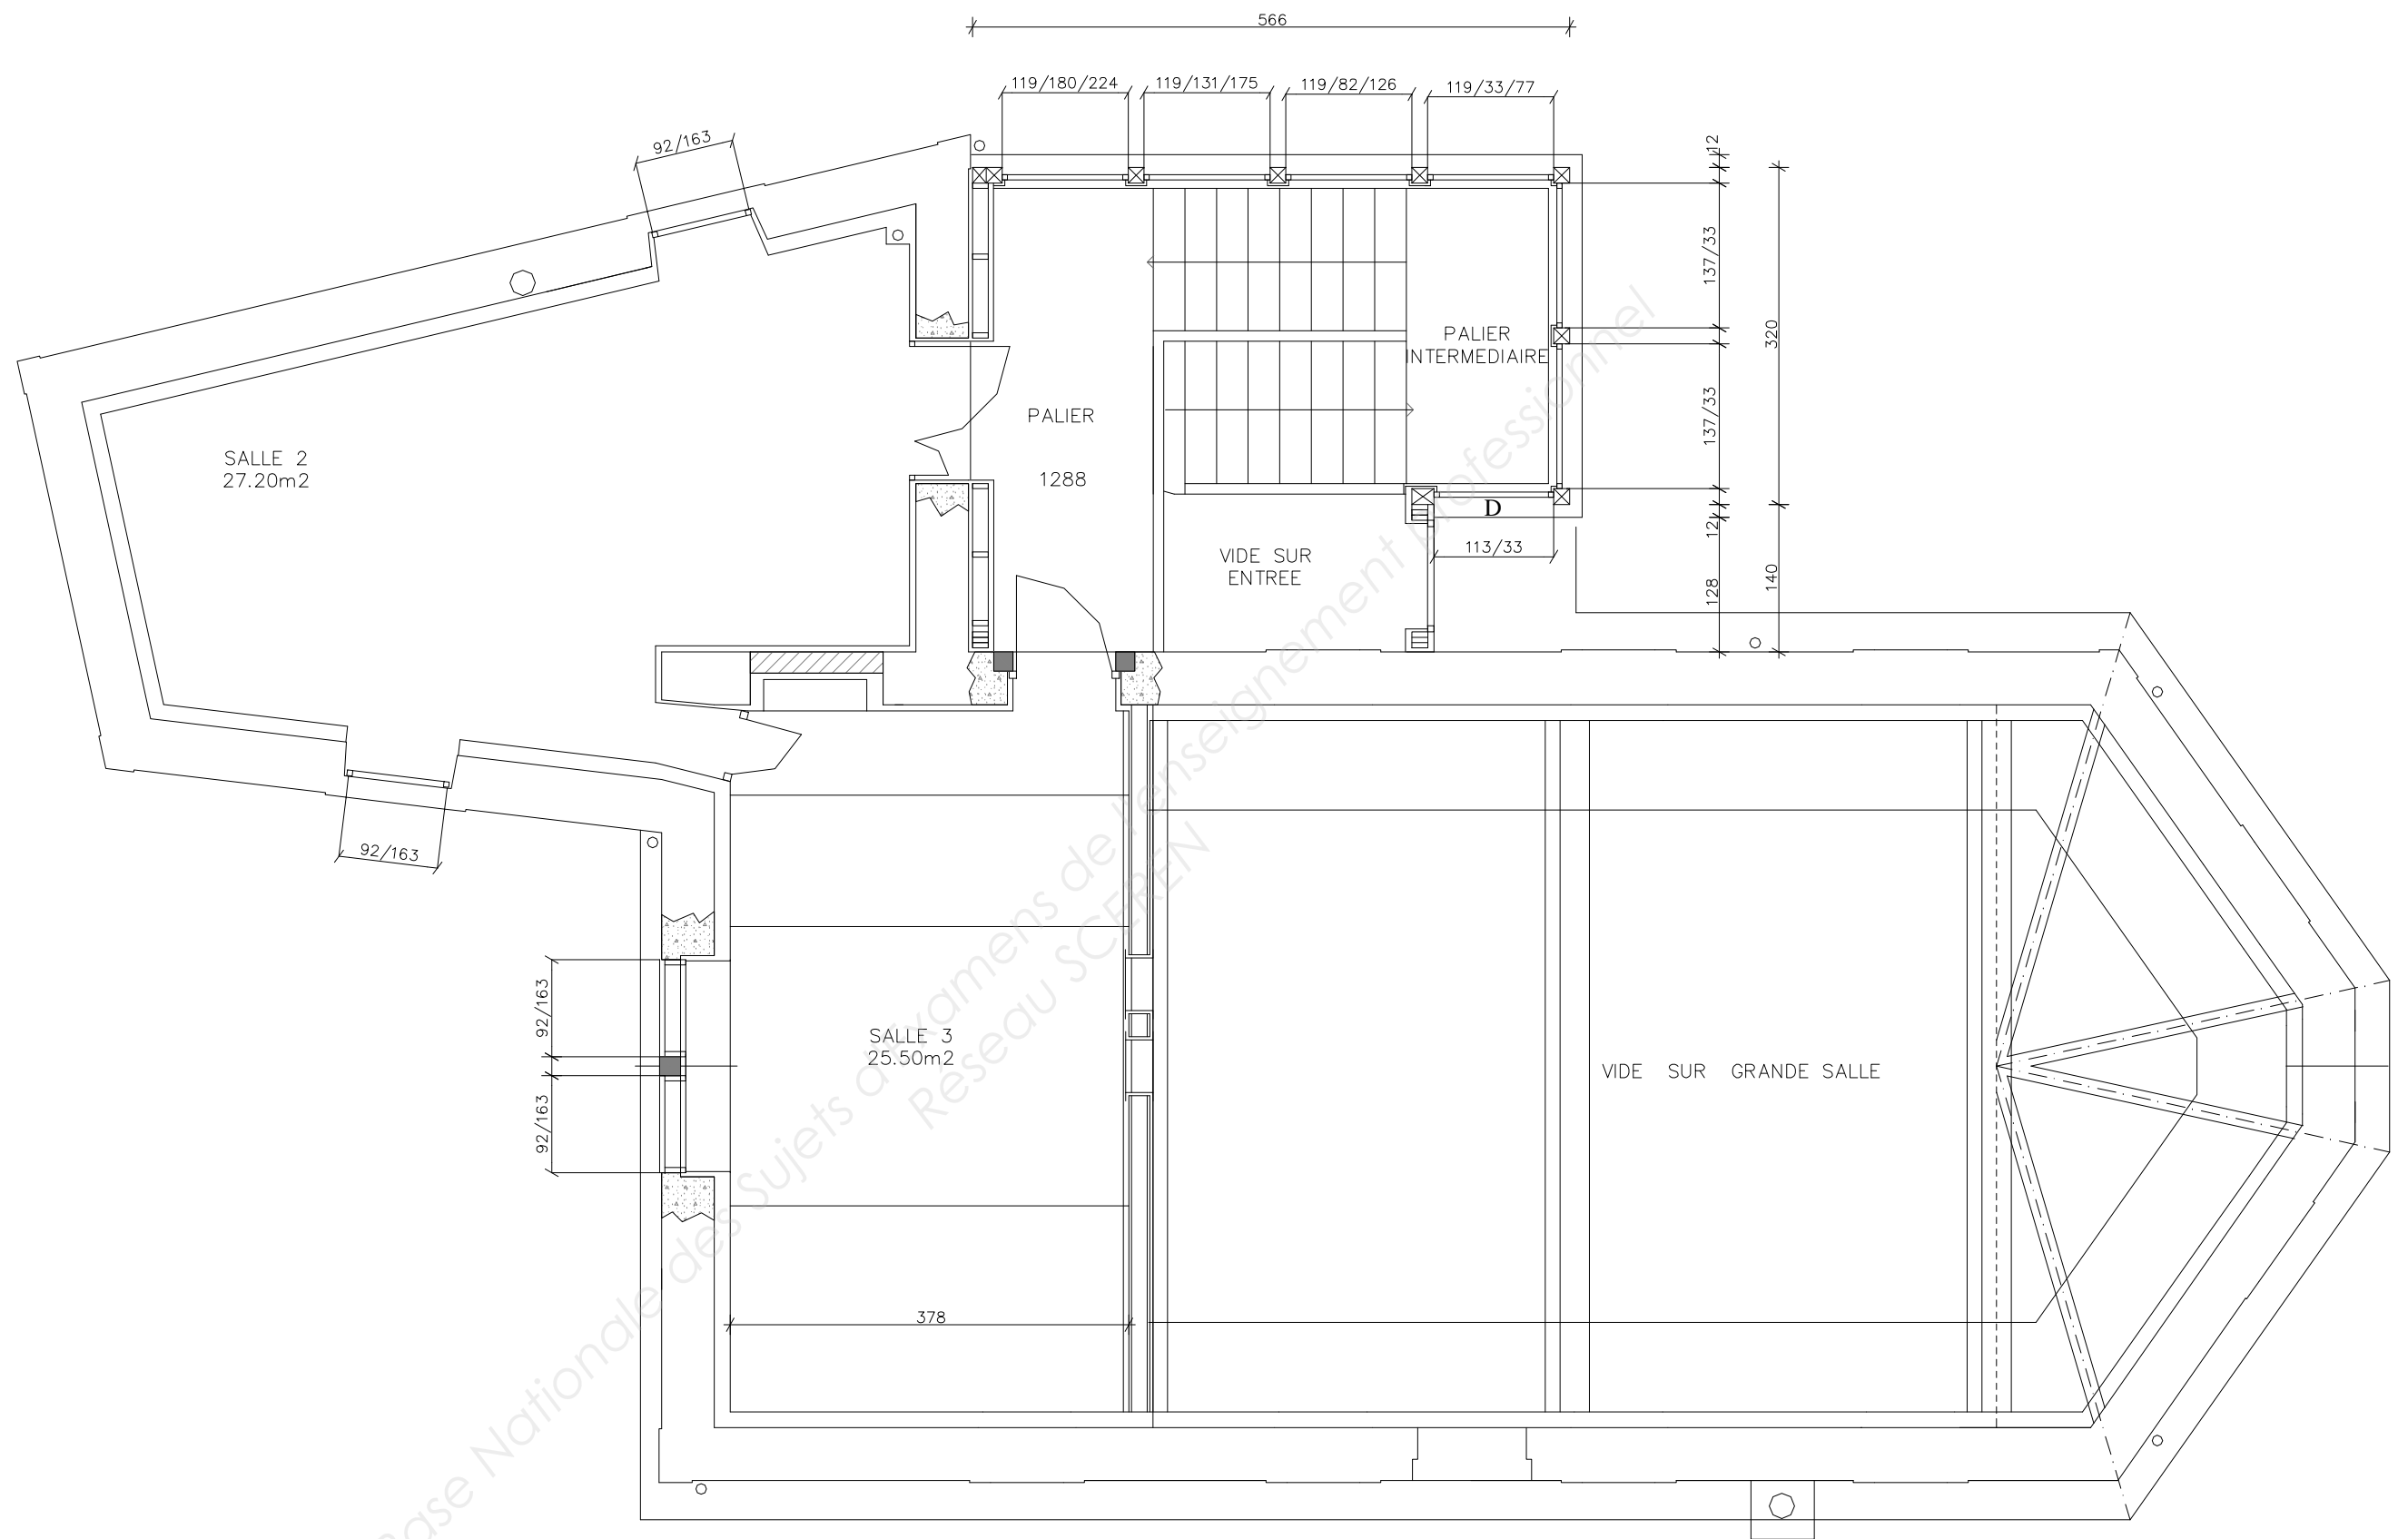 566
119/180/224
119/131/175
119/82/126
119/33/77
92/163
12
137/33
320
137/33
12
128
140
PALIER
INTERMEDIAIRE
PALIER
1288
SALLE 2
27.20m2
D
113/33
VIDE SUR
ENTREE
92/163
92/163
92/163
SALLE 3
25.50m2
VIDE SUR GRANDE SALLE
378
Base Nationale des Sujets d'Examens de l'enseignement professionnel
Réseau SCEREN